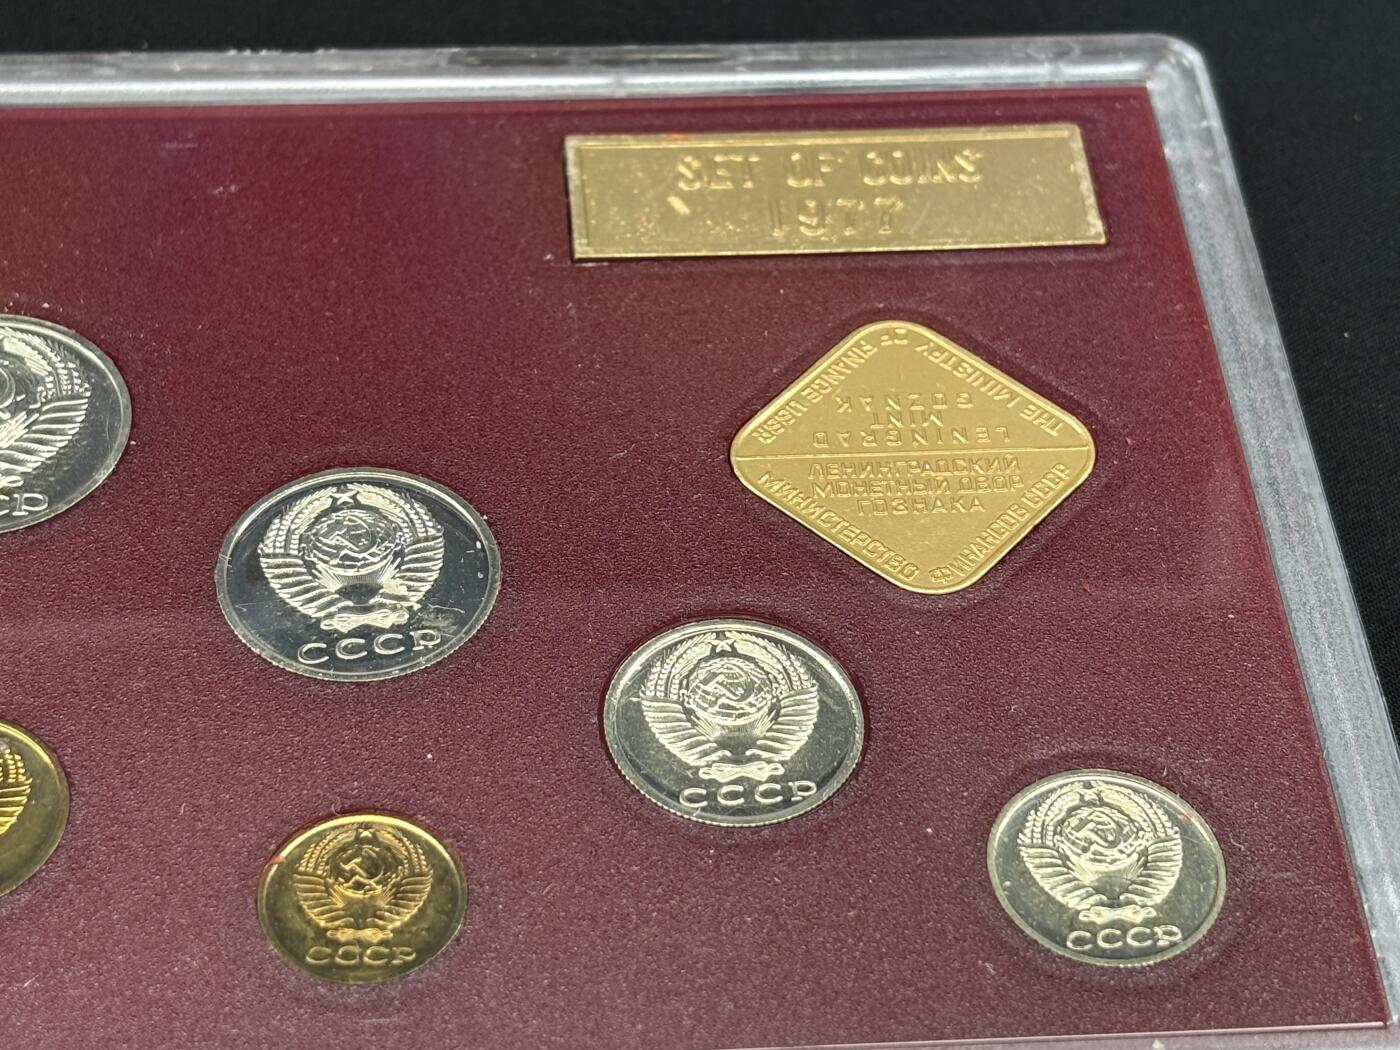 SET OF COINS
1977
THE MINISTRY OF FINANCE USSR
LENINGRAD
MINT
GOZNAK
ЛЕНИНГРАДСКИЙ
МОНЕТНЫЙ ДВОР
ГОЗНАКА
МИНИСТЕРСТВО ФИНАНСОВ СССР
СССР
СССР
СССР
СССР
СССР